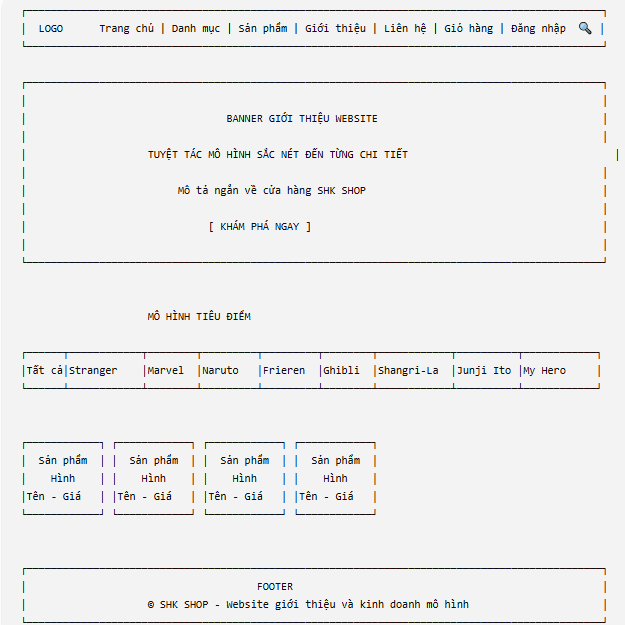 LOGO Trang chủ | Danh mục | Sản phẩm | Giới thiệu | Liên hệ | Giỏ hàng | Đăng nhập 🔍
BANNER GIỚI THIỆU WEBSITE
TUYỆT TÁC MÔ HÌNH SẮC NÉT ĐẾN TỪNG CHI TIẾT
Mô tả ngắn về cửa hàng SHK SHOP
[ KHÁM PHÁ NGAY ]
MÔ HÌNH TIÊU ĐIỂM
|Tất cả|Stranger |Marvel |Naruto |Frieren |Ghibli |Shangri-La |Junji Ito |My Hero |
| Sản phẩm | | Sản phẩm | | Sản phẩm | | Sản phẩm |
| Hình | | Hình | | Hình | | Hình |
|Tên - Giá | |Tên - Giá | |Tên - Giá | |Tên - Giá |
FOOTER
© SHK SHOP - Website giới thiệu và kinh doanh mô hình